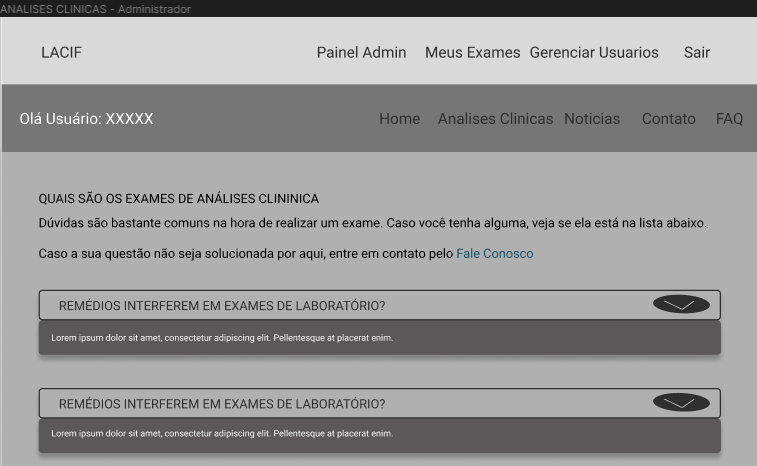 ANALISES CLINICAS - Administrador
LACIF Painel Admin Meus Exames Gerenciar Usuarios Sair
Olá Usuário: XXXXX Home Analises Clinicas Noticias Contato FAQ
QUAIS SÃO OS EXAMES DE ANÁLISES CLININICA
Dúvidas são bastante comuns na hora de realizar um exame. Caso você tenha alguma, veja se ela está na lista abaixo.
Caso a sua questão não seja solucionada por aqui, entre em contato pelo Fale Conosco
REMÉDIOS INTERFEREM EM EXAMES DE LABORATÓRIO?
Lorem ipsum dolor sit amet, consectetur adipiscing elit. Pellentesque at placerat enim.
REMÉDIOS INTERFEREM EM EXAMES DE LABORATÓRIO?
Lorem ipsum dolor sit amet, consectetur adipiscing elit. Pellentesque at placerat enim.